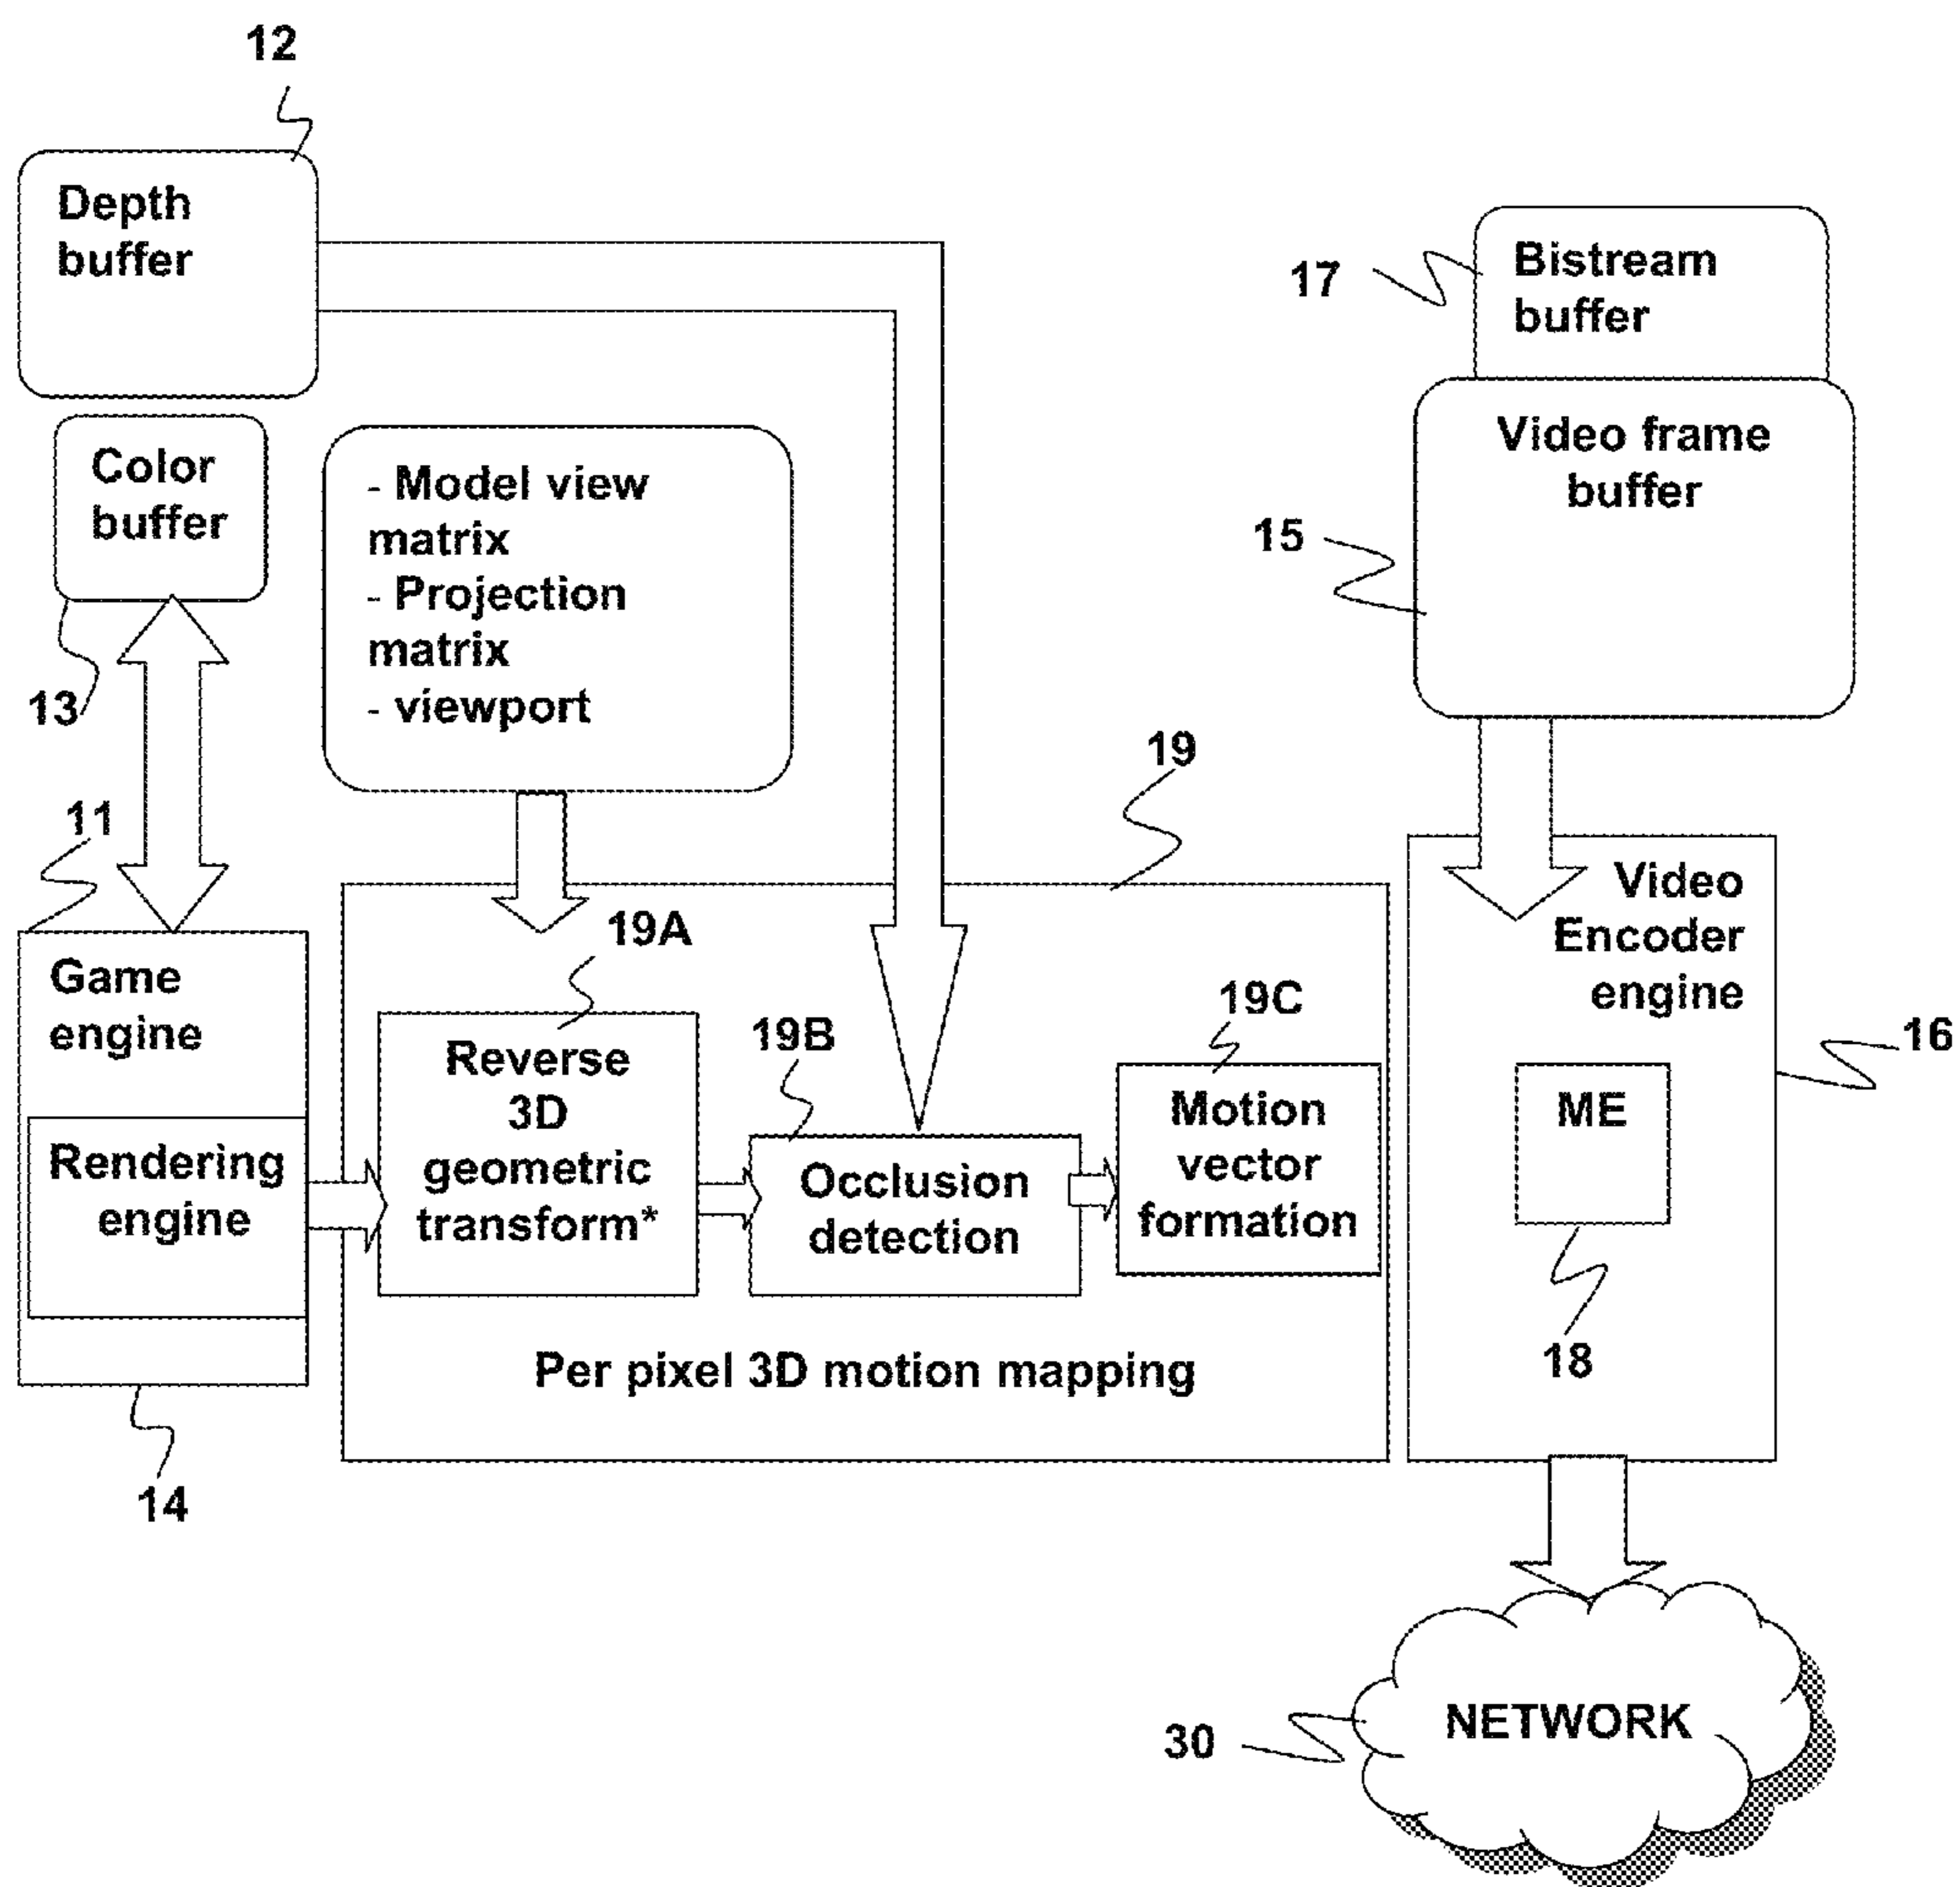 12
Depth
buffer
17
Bistream
buffer
Color
buffer
13
- Model view
matrix
- Projection
matrix
- viewport
Video frame
buffer
15
19
11
Game
engine
Rendering
engine
14
19A
Reverse
3D
geometric
transform*
19B
Occlusion
detection
19C
Motion
vector
formation
Per pixel 3D motion mapping
Video
Encoder
engine
16
ME
18
NETWORK
30